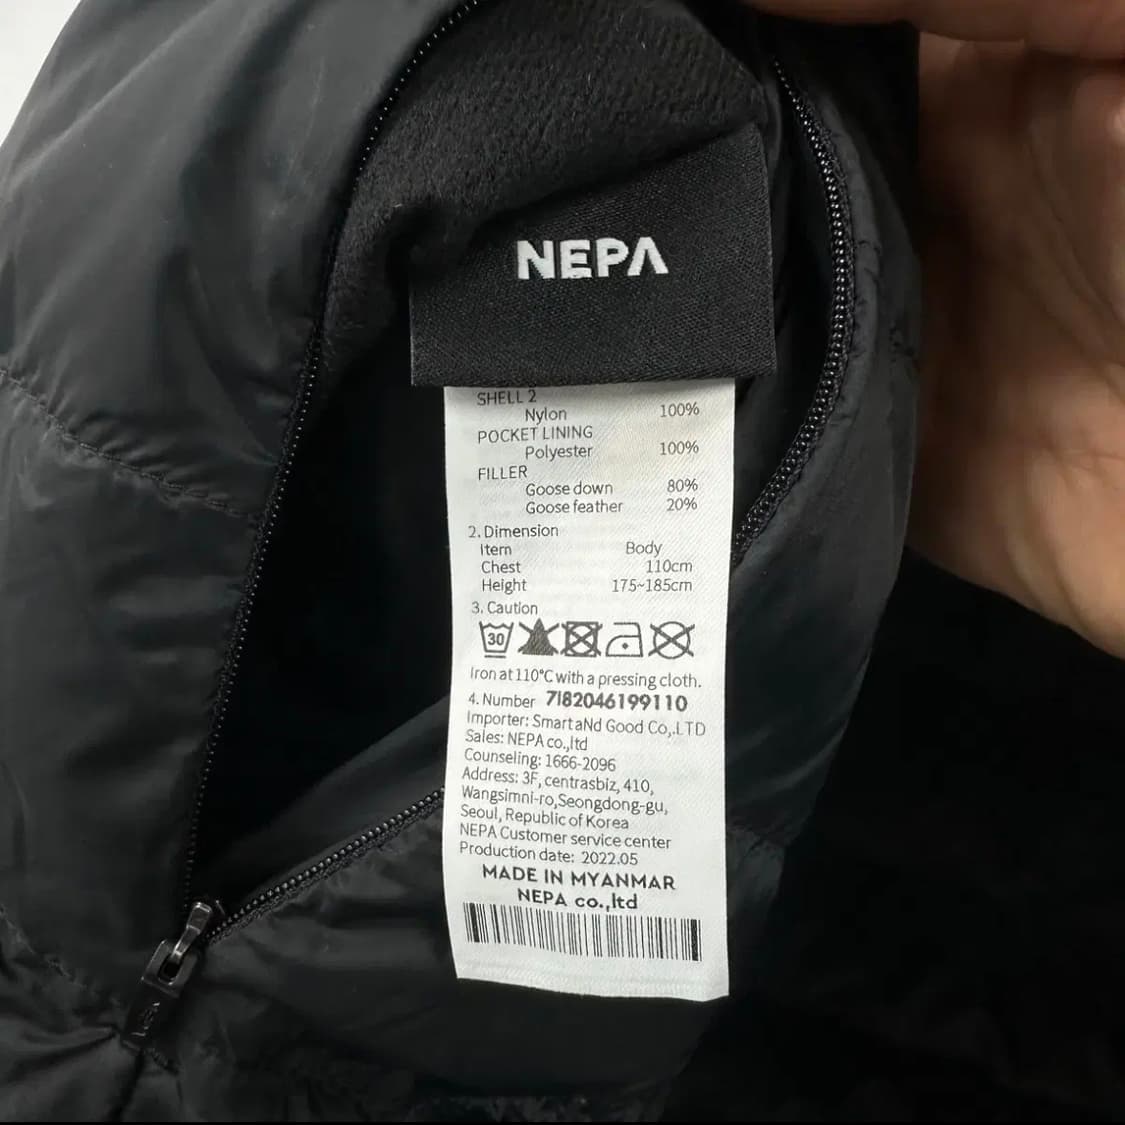 NEPA
SHELL 2
Nylon 100%
POCKET LINING
Polyester 100%
FILLER
Goose down 80%
Goose feather 20%
2. Dimension
Item Body
Chest 110cm
Height 175~185cm
3. Caution
30
Iron at 110°C with a pressing cloth.
4. Number 7I82046199110
Importer: SmartaNd Good Co,.LTD
Sales: NEPA co.,ltd
Counseling: 1666-2096
Address: 3F, centrasbiz, 410,
Wangsimni-ro,Seongdong-gu,
Seoul, Republic of Korea
NEPA Customer service center
Production date: 2022.05
MADE IN MYANMAR
NEPA co.,ltd